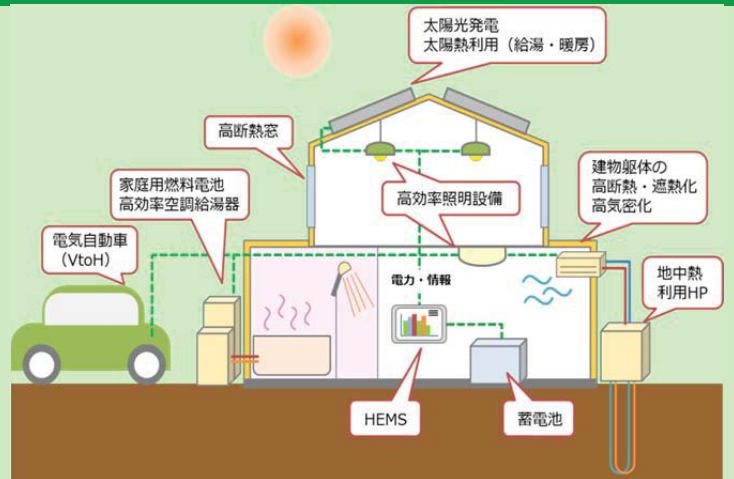 太陽光発電
太陽熱利用（給湯・暖房）
高断熱窓
家庭用燃料電池
高効率空調給湯器
高効率照明設備
建物躯体の
高断熱・遮熱化
高気密化
電気自動車
（VtoH）
電力・情報
地中熱
利用HP
HEMS
蓄電池